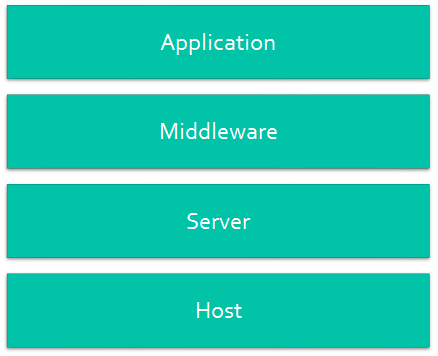 Application
Middleware
Server
Host